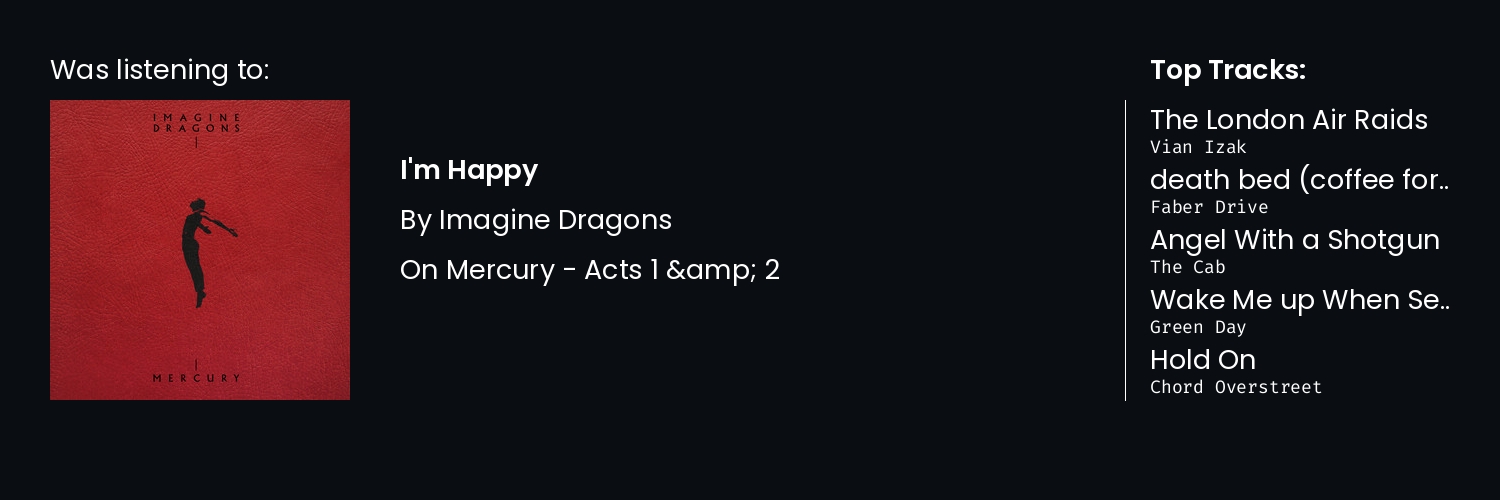 Was listening to:
IMAGINE
DRAGONS
MERCURY
I'm Happy
By Imagine Dragons
On Mercury - Acts 1 &amp; 2
Top Tracks:
The London Air Raids
Vian Izak
death bed (coffee for..
Faber Drive
Angel With a Shotgun
The Cab
Wake Me up When Se..
Green Day
Hold On
Chord Overstreet